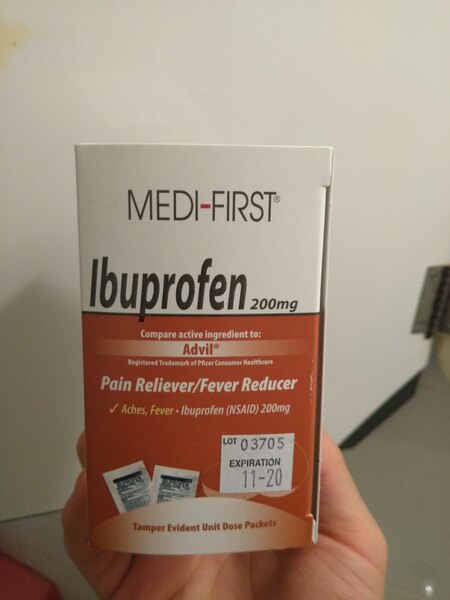 MEDI-FIRST®
Ibuprofen 200mg
Compare active ingredient to:
Advil®
Registered Trademark of Pfizer Consumer Healthcare
Pain Reliever/Fever Reducer
✓ Aches, Fever • Ibuprofen (NSAID) 200mg
LOT 03705
EXPIRATION
11-20
Tamper Evident Unit Dose Packets